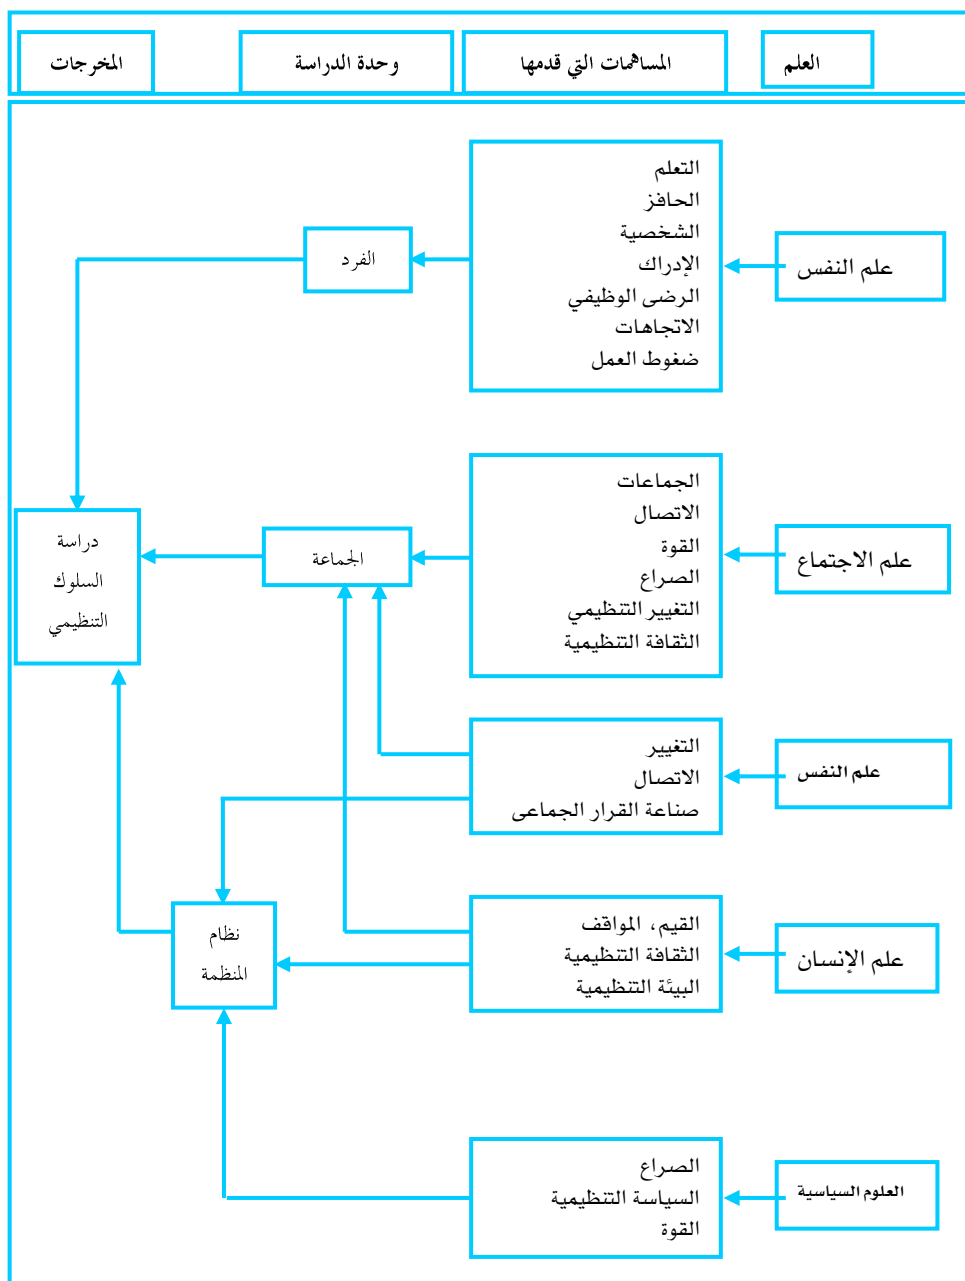 العلم
المساهمات التي قدمها
وحدة الدراسة
المخرجات
علم النفس
التعلم
الحافز
الشخصية
الإدراك
الرضى الوظيفي
الاتجاهات
ضغوط العمل
الفرد
علم الاجتماع
الجماعات
الاتصال
القوة
الصراع
التغيير التنظيمي
الثقافة التنظيمية
الجماعة
دراسة
السلوك
التنظيمي
علم النفس
التغيير
الاتصال
صناعة القرار الجماعى
علم الإنسان
القيم، المواقف
الثقافة التنظيمية
البيئة التنظيمية
نظام
المنظمة
العلوم السياسية
الصراع
السياسة التنظيمية
القوة